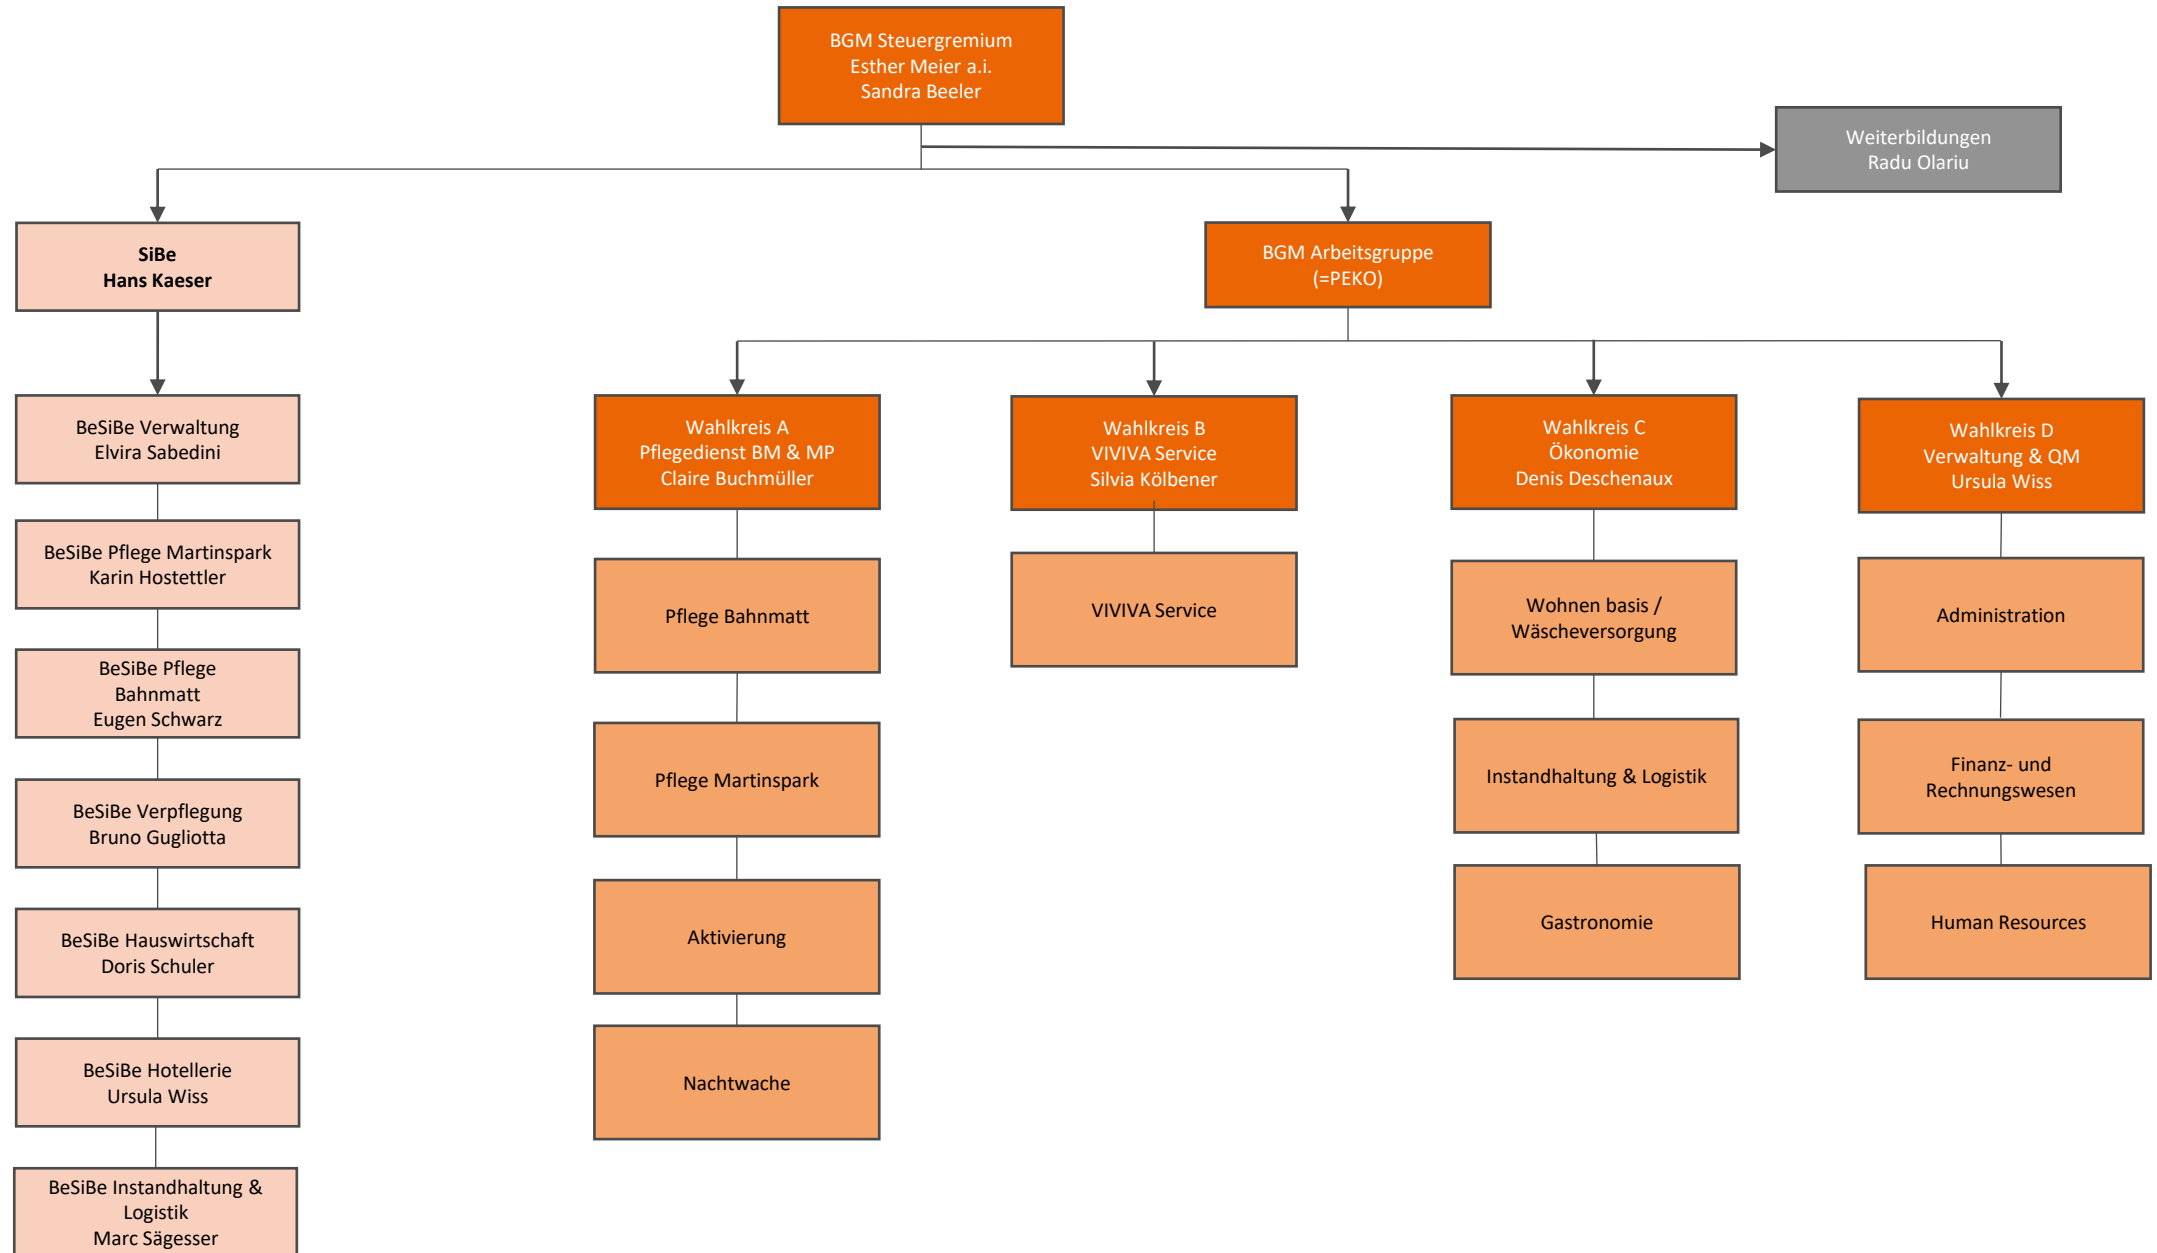 BGM Steuergremium
Esther Meier a.i.
Sandra Beeler
Weiterbildungen
Radu Olariu
SiBe
Hans Kaeser
BGM Arbeitsgruppe
(=PEKO)
BeSiBe Verwaltung
Elvira Sabedini
BeSiBe Pflege Martinspark
Karin Hostettler
BeSiBe Pflege
Bahnmatt
Eugen Schwarz
BeSiBe Verpflegung
Bruno Gugliotta
BeSiBe Hauswirtschaft
Doris Schuler
BeSiBe Hotellerie
Ursula Wiss
BeSiBe Instandhaltung &
Logistik
Marc Sägesser
Wahlkreis A
Pflegedienst BM & MP
Claire Buchmüller
Pflege Bahnmatt
Pflege Martinspark
Aktivierung
Nachtwache
Wahlkreis B
VIVIVA Service
Silvia Kölbener
VIVIVA Service
Wahlkreis C
Ökonomie
Denis Deschenaux
Wohnen basis /
Wäscheversorgung
Instandhaltung & Logistik
Gastronomie
Wahlkreis D
Verwaltung & QM
Ursula Wiss
Administration
Finanz- und
Rechnungswesen
Human Resources